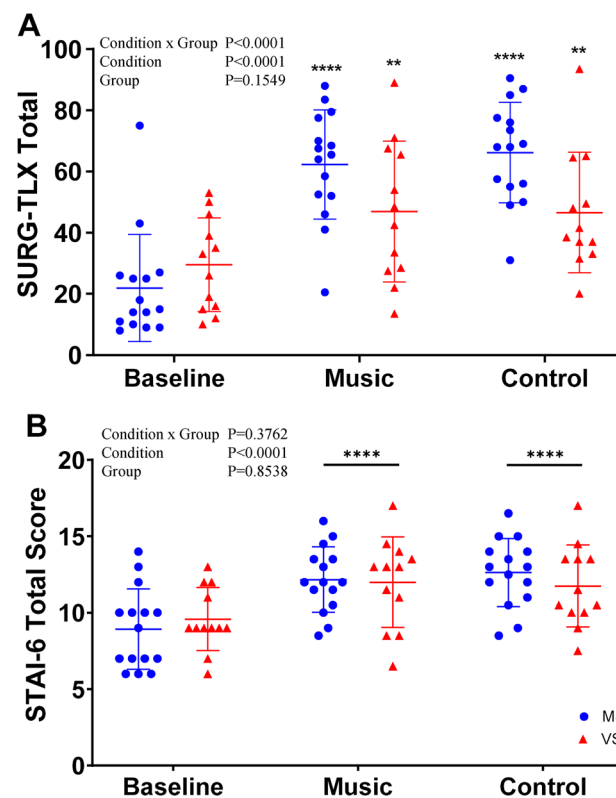 A
Condition x Group P<0.0001
Condition P<0.0001
Group P=0.1549
SURG-TLX Total
100
80
60
40
20
0
**** ** **** **
Baseline Music Control
B
Condition x Group P=0.3762
Condition P<0.0001
Group P=0.8538
STAI-6 Total Score
20
15
10
5
0
**** ****
M
VS
Baseline Music Control